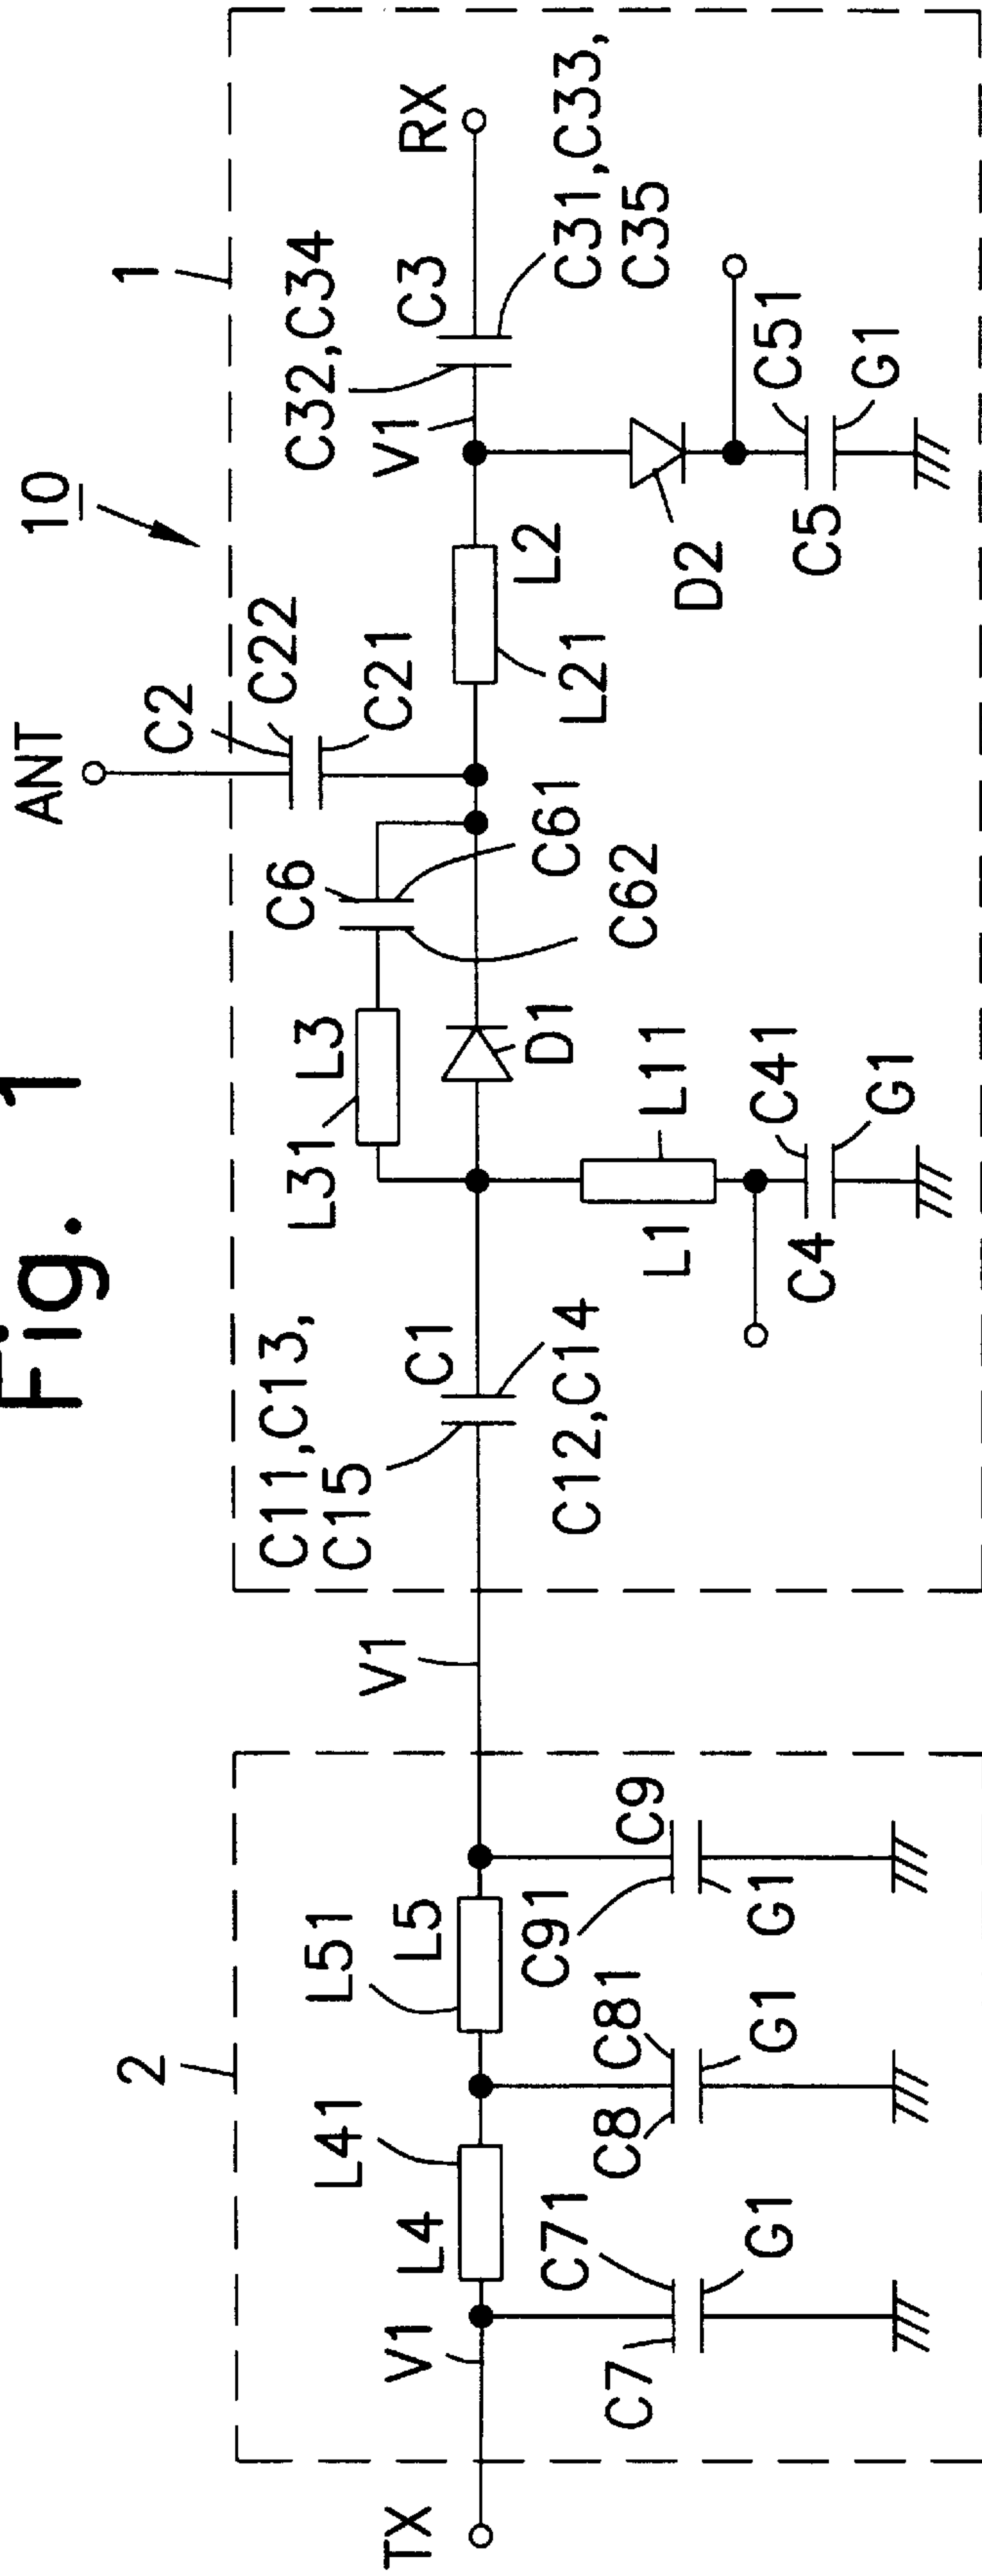 Fig. 1
10
ANT
1
2
C2
C22
C21
C32,C34
C3
RX
V1
C31,C33,
C35
C6
C61
C62
L31
L3
D1
L2
L21
D2
C51
C5
G1
C11,C13,
C15
C1
C12,C14
L1
L11
C41
C4
G1
V1
L51
L5
L41
L4
V1
TX
C71
C7
G1
C8
C81
G1
C91
C9
G1